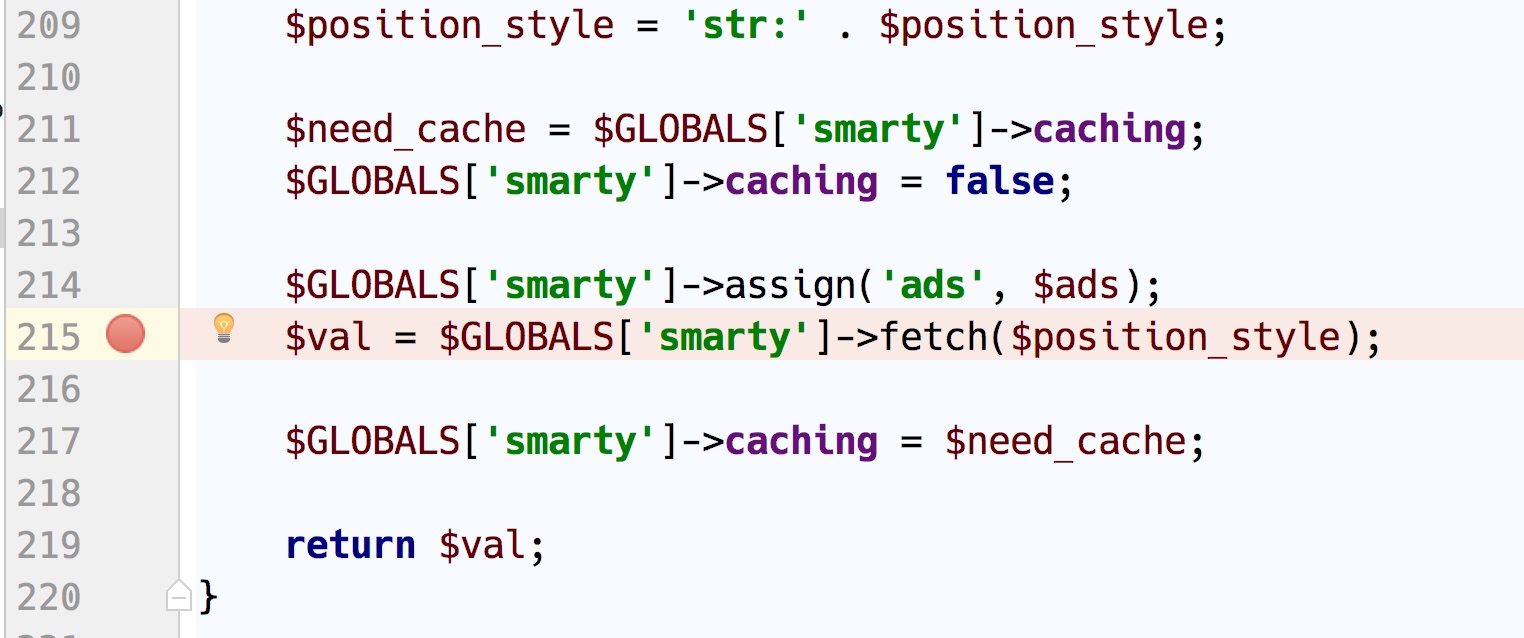 209 $position_style = 'str:' . $position_style;
210
211 $need_cache = $GLOBALS['smarty']->caching;
212 $GLOBALS['smarty']->caching = false;
213
214 $GLOBALS['smarty']->assign('ads', $ads);
215 $val = $GLOBALS['smarty']->fetch($position_style);
216
217 $GLOBALS['smarty']->caching = $need_cache;
218
219 return $val;
220 }